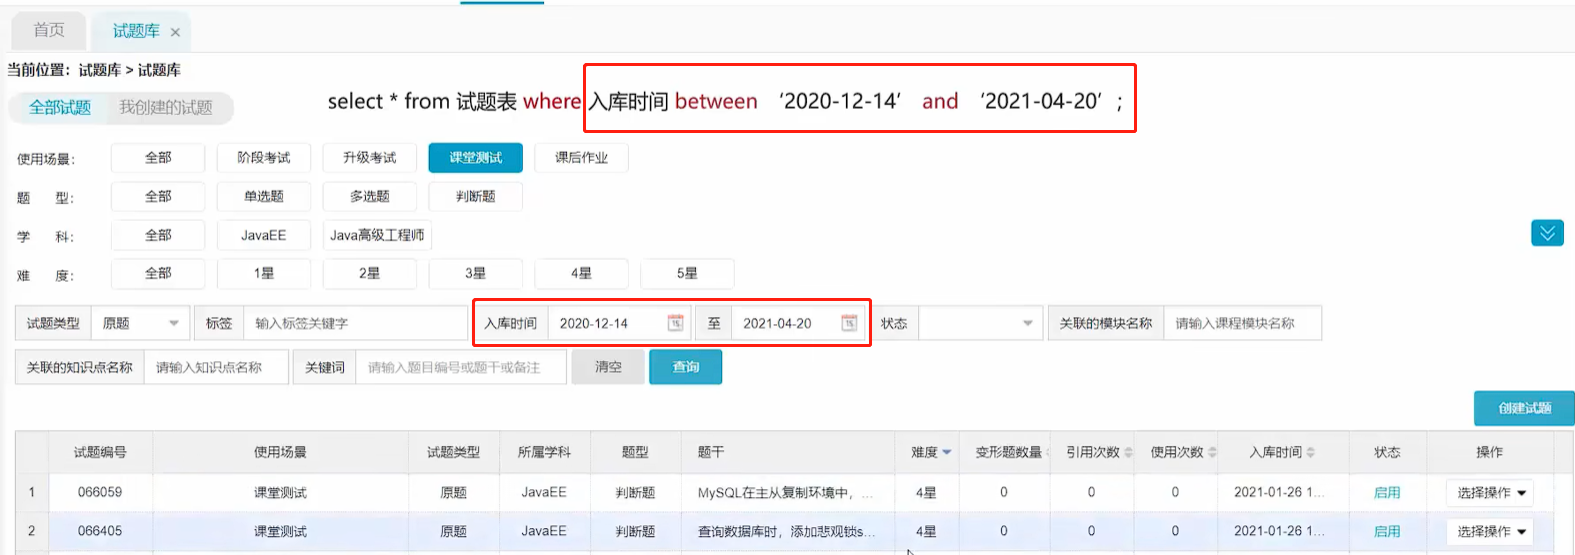 首页 试题库 ×
当前位置：试题库 > 试题库
全部试题 我创建的试题
select * from 试题表 where 入库时间 between ‘2020-12-14’ and ‘2021-04-20’；
使用场景： 全部 阶段考试 升级考试 课堂测试 课后作业
题 型： 全部 单选题 多选题 判断题
学 科： 全部 JavaEE Java高级工程师
难 度： 全部 1星 2星 3星 4星 5星
试题类型 原题 标签 输入标签关键字 入库时间 2020-12-14 至 2021-04-20 状态 关联的模块名称 请输入课程模块名称
关联的知识点名称 请输入知识点名称 关键词 请输入题目编号或题干或备注 清空 查询
创建试题
试题编号 使用场景 试题类型 所属学科 题型 题干 难度 变形题数量 引用次数 使用次数 入库时间 状态 操作
1 066059 课堂测试 原题 JavaEE 判断题 MySQL在主从复制环境中，... 4星 0 0 0 2021-01-26 1... 启用 选择操作
2 066405 课堂测试 原题 JavaEE 判断题 查询数据库时，添加悲观锁s... 4星 0 0 0 2021-01-26 1... 启用 选择操作